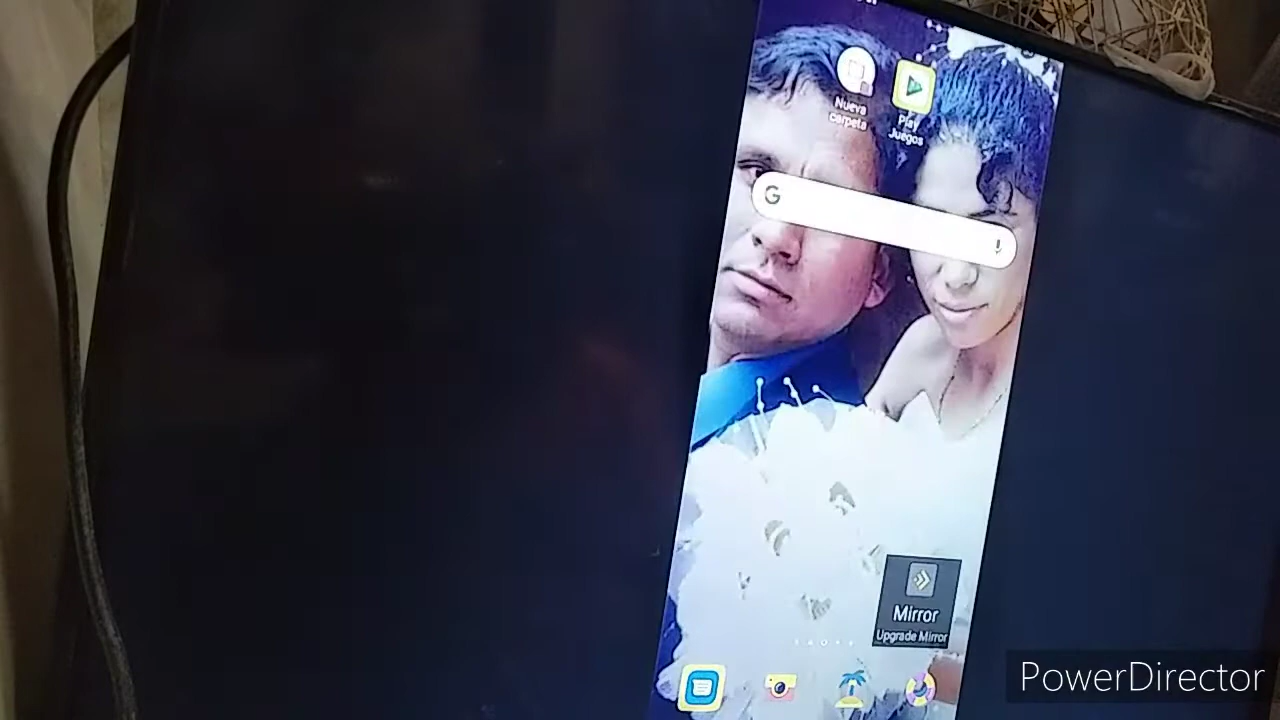 Nueva
carpeta
Play
Juegos
G
Mirror
Upgrade Mirror
PowerDirector